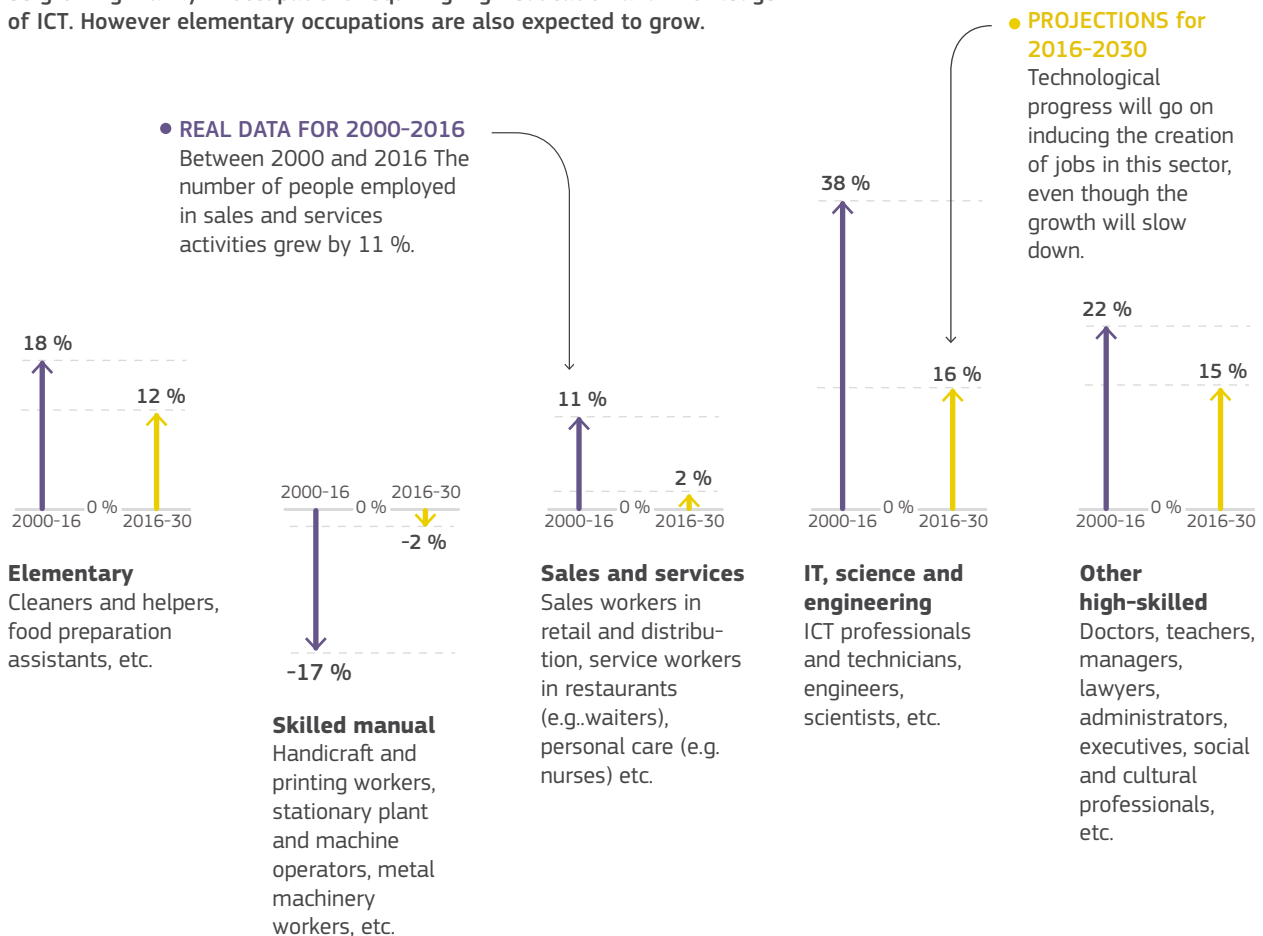 of ICT. However elementary occupations are also expected to grow.
PROJECTIONS for
2016-2030
Technological
progress will go on
inducing the creation
of jobs in this sector,
even though the
growth will slow
down.
REAL DATA FOR 2000-2016
Between 2000 and 2016 The
number of people employed
in sales and services
activities grew by 11 %.
18 %
12 %
2000-16
0 %
2016-30
Elementary
Cleaners and helpers,
food preparation
assistants, etc.
2000-16
0 %
2016-30
-2 %
-17 %
Skilled manual
Handicraft and
printing workers,
stationary plant
and machine
operators, metal
machinery
workers, etc.
11 %
2 %
2000-16
0 %
2016-30
Sales and services
Sales workers in
retail and distribu-
tion, service workers
in restaurants
(e.g..waiters),
personal care (e.g.
nurses) etc.
38 %
16 %
2000-16
0 %
2016-30
IT, science and
engineering
ICT professionals
and technicians,
engineers,
scientists, etc.
22 %
15 %
2000-16
0 %
2016-30
Other
high-skilled
Doctors, teachers,
managers,
lawyers,
administrators,
executives, social
and cultural
professionals,
etc.